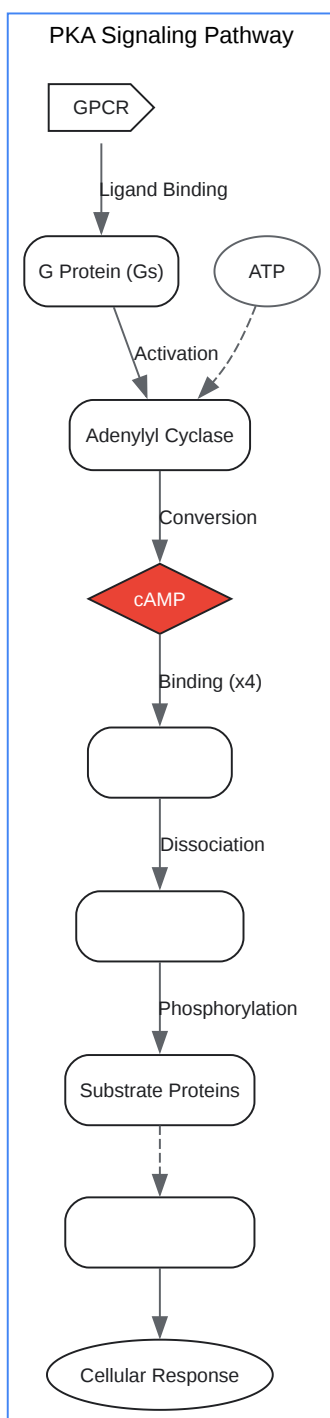 PKA Signaling Pathway
GPCR
Ligand Binding
G Protein (Gs)
ATP
Activation
Adenylyl Cyclase
Conversion
cAMP
Binding (x4)
Dissociation
Phosphorylation
Substrate Proteins
Cellular Response